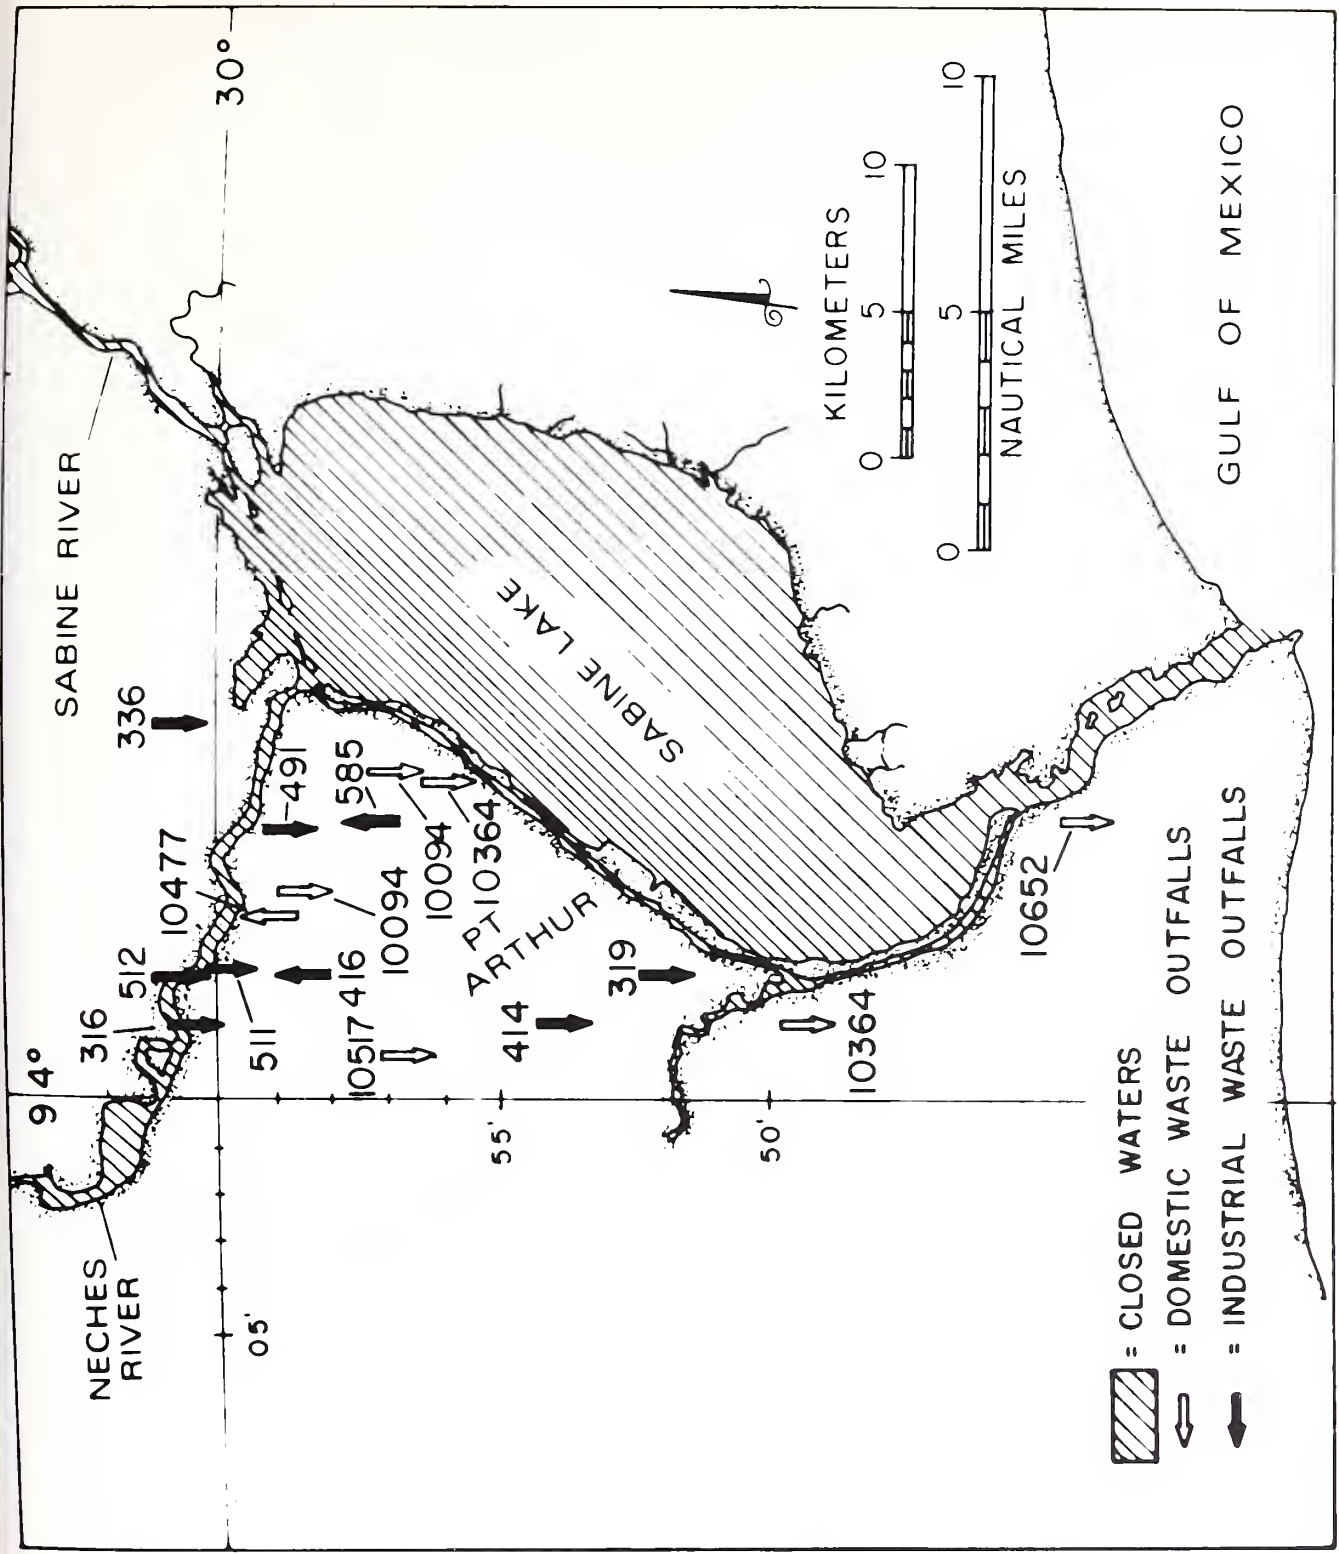 30°
SABINE RIVER
336
491
585
10477
10094
10364
10094
512
416
316
511
10517
94°
NECHES
RIVER
05'
PT
ARTHUR
SABINE LAKE
319
414
10364
10652
55'
50'
KILOMETERS
0 5 10
0 5 10
NAUTICAL MILES
GULF OF MEXICO
= CLOSED WATERS
= DOMESTIC WASTE OUTFALLS
= INDUSTRIAL WASTE OUTFALLS